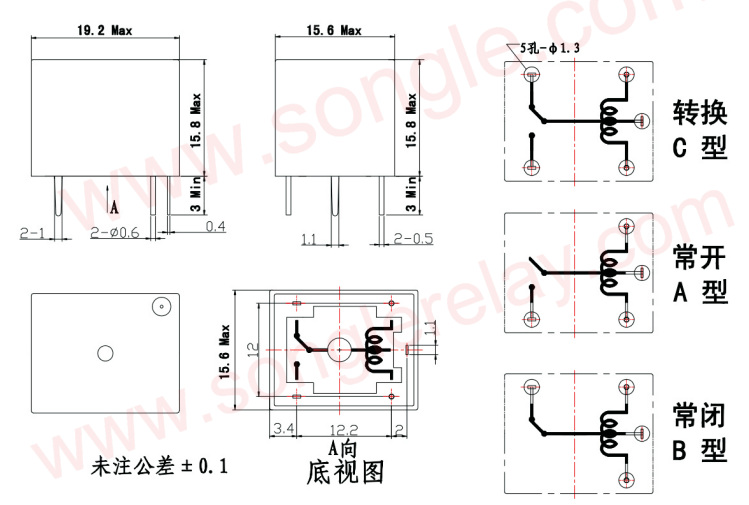 19.2 Max
15.6 Max
15.8 Max
15.8 Max
3 Min
3 Min
A
2-1
2-Ø0.6
0.4
1.1
2-0.5
5孔-φ1.3
转换
C 型
常开
A 型
常闭
B 型
15.6 Max
12
1.1
3.4
12.2
2
A向
底视图
未注公差±0.1
www.songlerelay.com
www.songlerelay.com